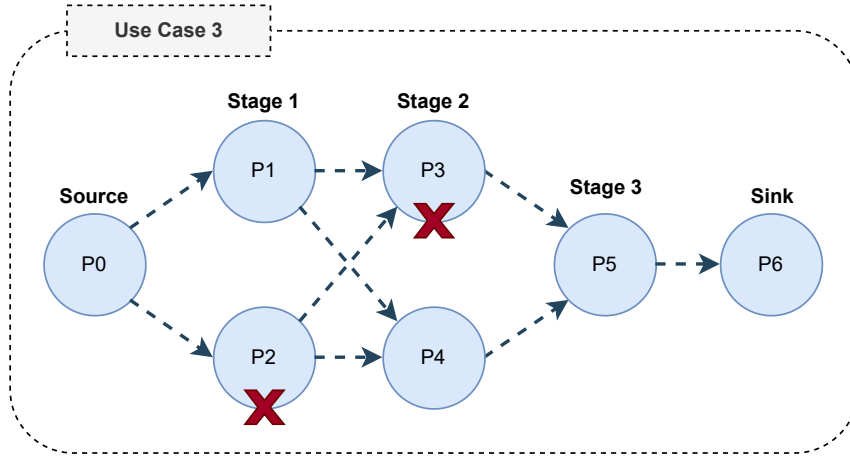 Use Case 3
Stage 1
Stage 2
P1
P3
Source
Stage 3
Sink
P0
P5
P6
P2
P4